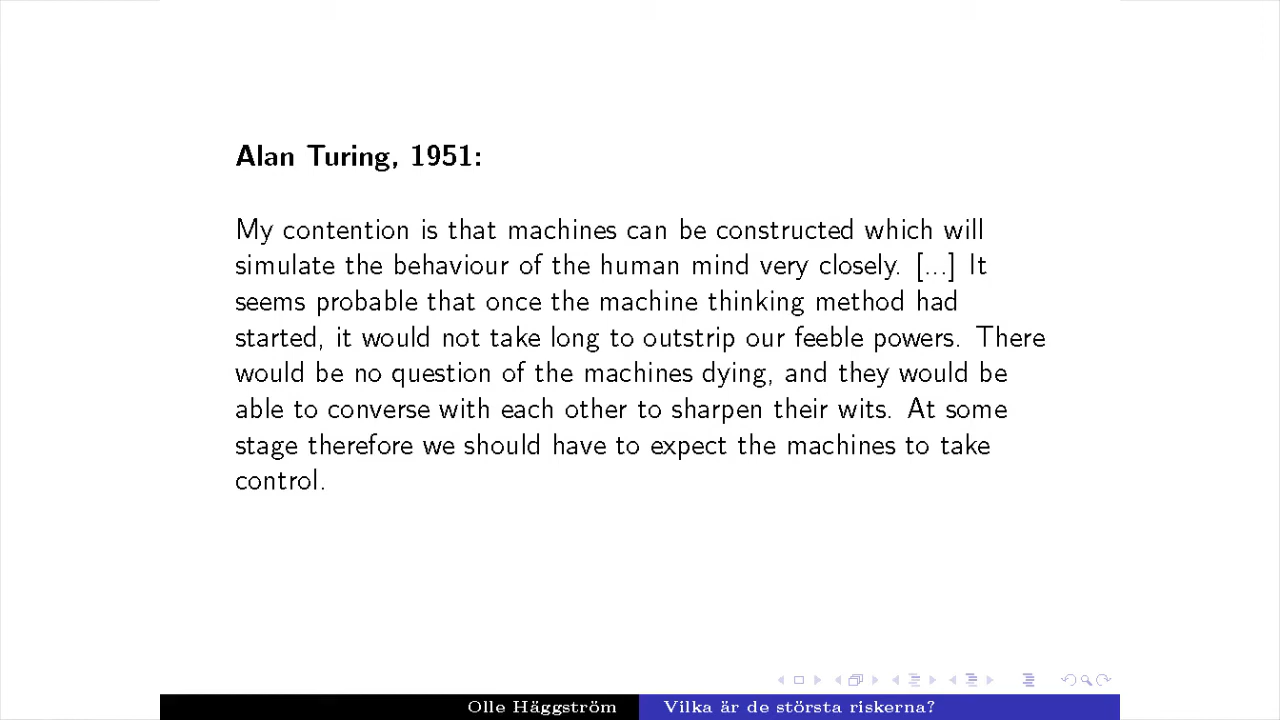 Alan Turing, 1951:
My contention is that machines can be constructed which will
simulate the behaviour of the human mind very closely. [...] It
seems probable that once the machine thinking method had
started, it would not take long to outstrip our feeble powers. There
would be no question of the machines dying, and they would be
able to converse with each other to sharpen their wits. At some
stage therefore we should have to expect the machines to take
control.
Olle Häggström
Vilka är de största riskerna?